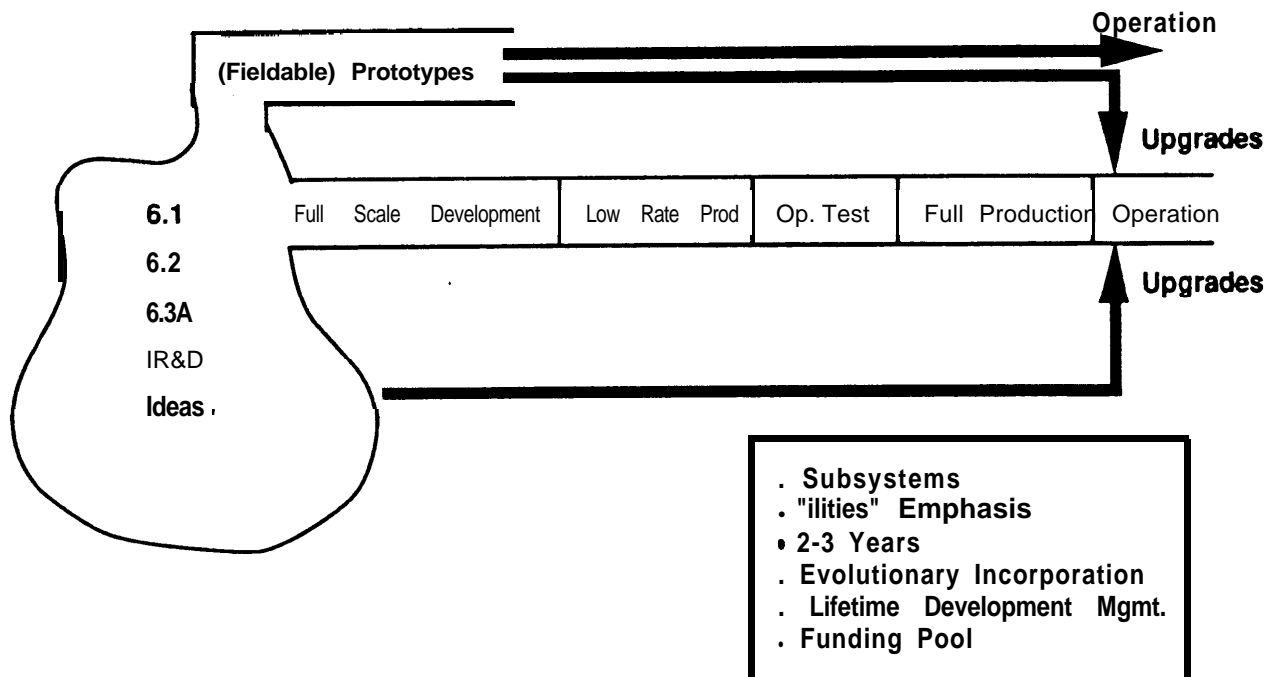 Operation
(Fieldable) Prototypes
Upgrades
6.1
Full Scale Development Low Rate Prod Op. Test Full Production Operation
6.2
Upgrades
6.3A
IR&D
Ideas .
. Subsystems
. "ilities" Emphasis
• 2-3 Years
. Evolutionary Incorporation
. Lifetime Development Mgmt.
. Funding Pool